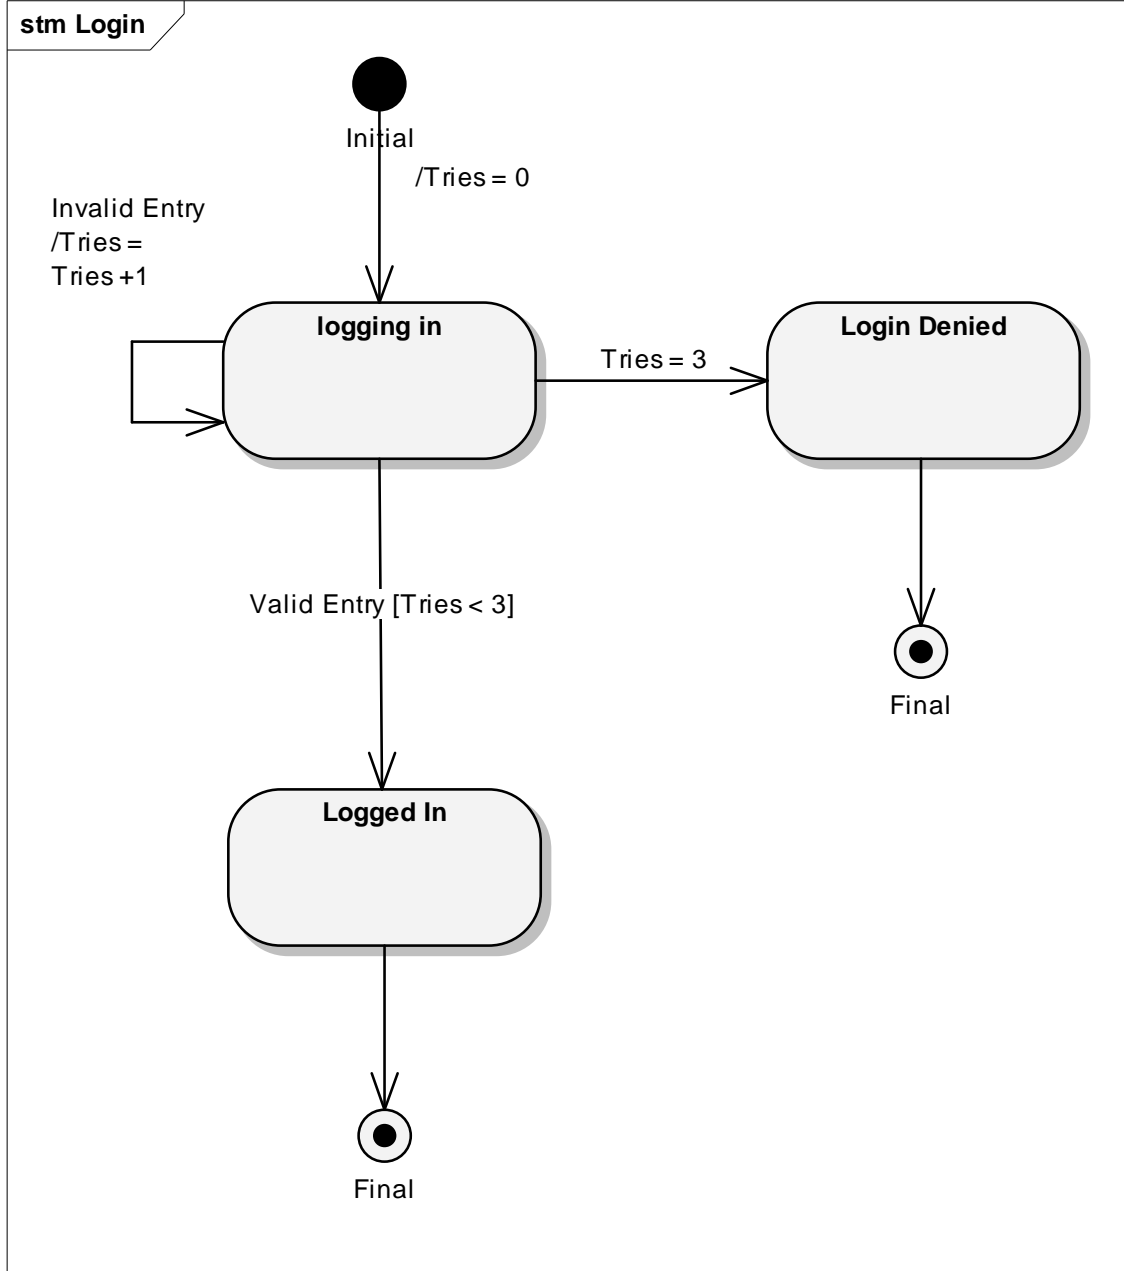 stm Login
Initial
/Tries = 0
Invalid Entry
/Tries =
Tries +1
logging in
Tries = 3
Login Denied
Valid Entry [Tries < 3]
Final
Logged In
Final